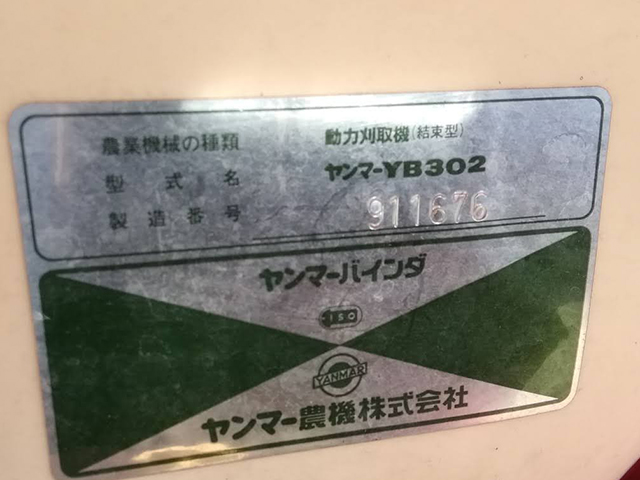 農業機械の種類 動力刈取機(結束型)
型式名 ヤンマーYB302
製造番号 911676
ヤンマーバインダ
ISO
YANMAR
ヤンマー農機株式会社